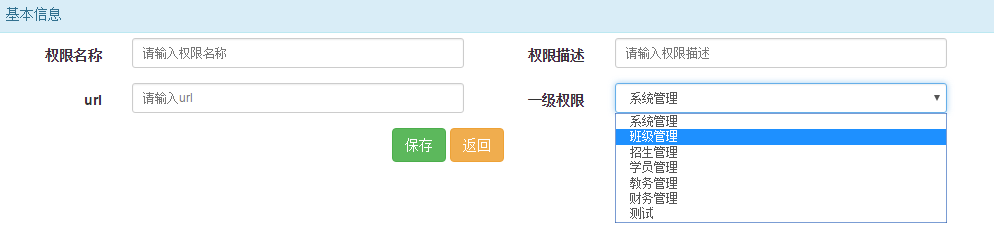 基本信息
权限名称 请输入权限名称 权限描述 请输入权限描述
url 请输入url 一级权限 系统管理
系统管理
班级管理
保存 返回 招生管理
学员管理
教务管理
财务管理
测试